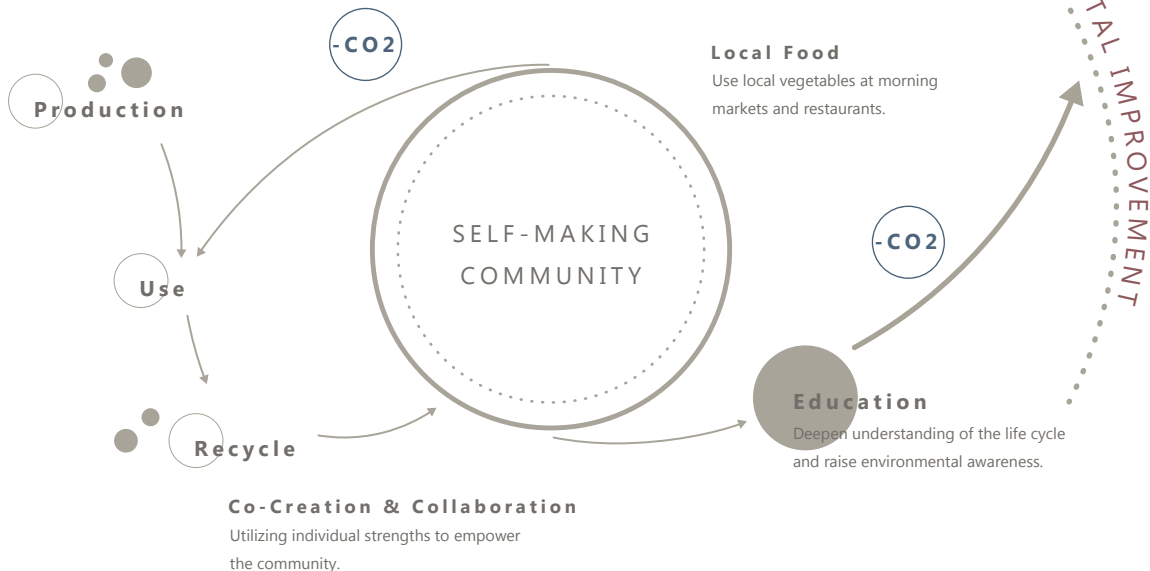 -CO2
Production
Local Food
Use local vegetables at morning
markets and restaurants.
TAL IMPROVEMENT
SELF-MAKING
COMMUNITY
-CO2
Use
Education
Deepen understanding of the life cycle
and raise environmental awareness.
Recycle
Co-Creation & Collaboration
Utilizing individual strengths to empower
the community.